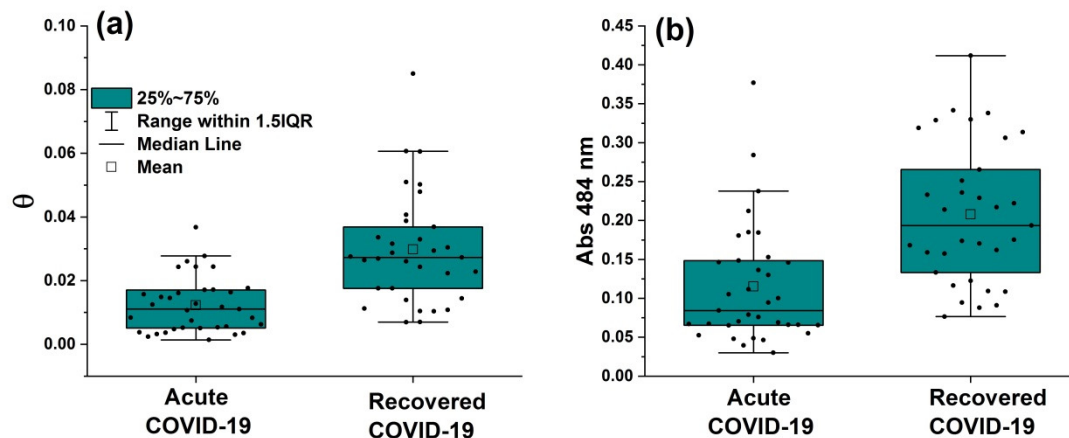 (a)
0.10
0.08
0.06
0.04
0.02
0.00
θ
25%~75%
Range within 1.5IQR
Median Line
Mean
Acute
COVID-19
Recovered
COVID-19
(b)
0.45
0.40
0.35
0.30
0.25
0.20
0.15
0.10
0.05
0.00
Abs 484 nm
Acute
COVID-19
Recovered
COVID-19